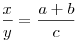 x/y = (a + b)/c